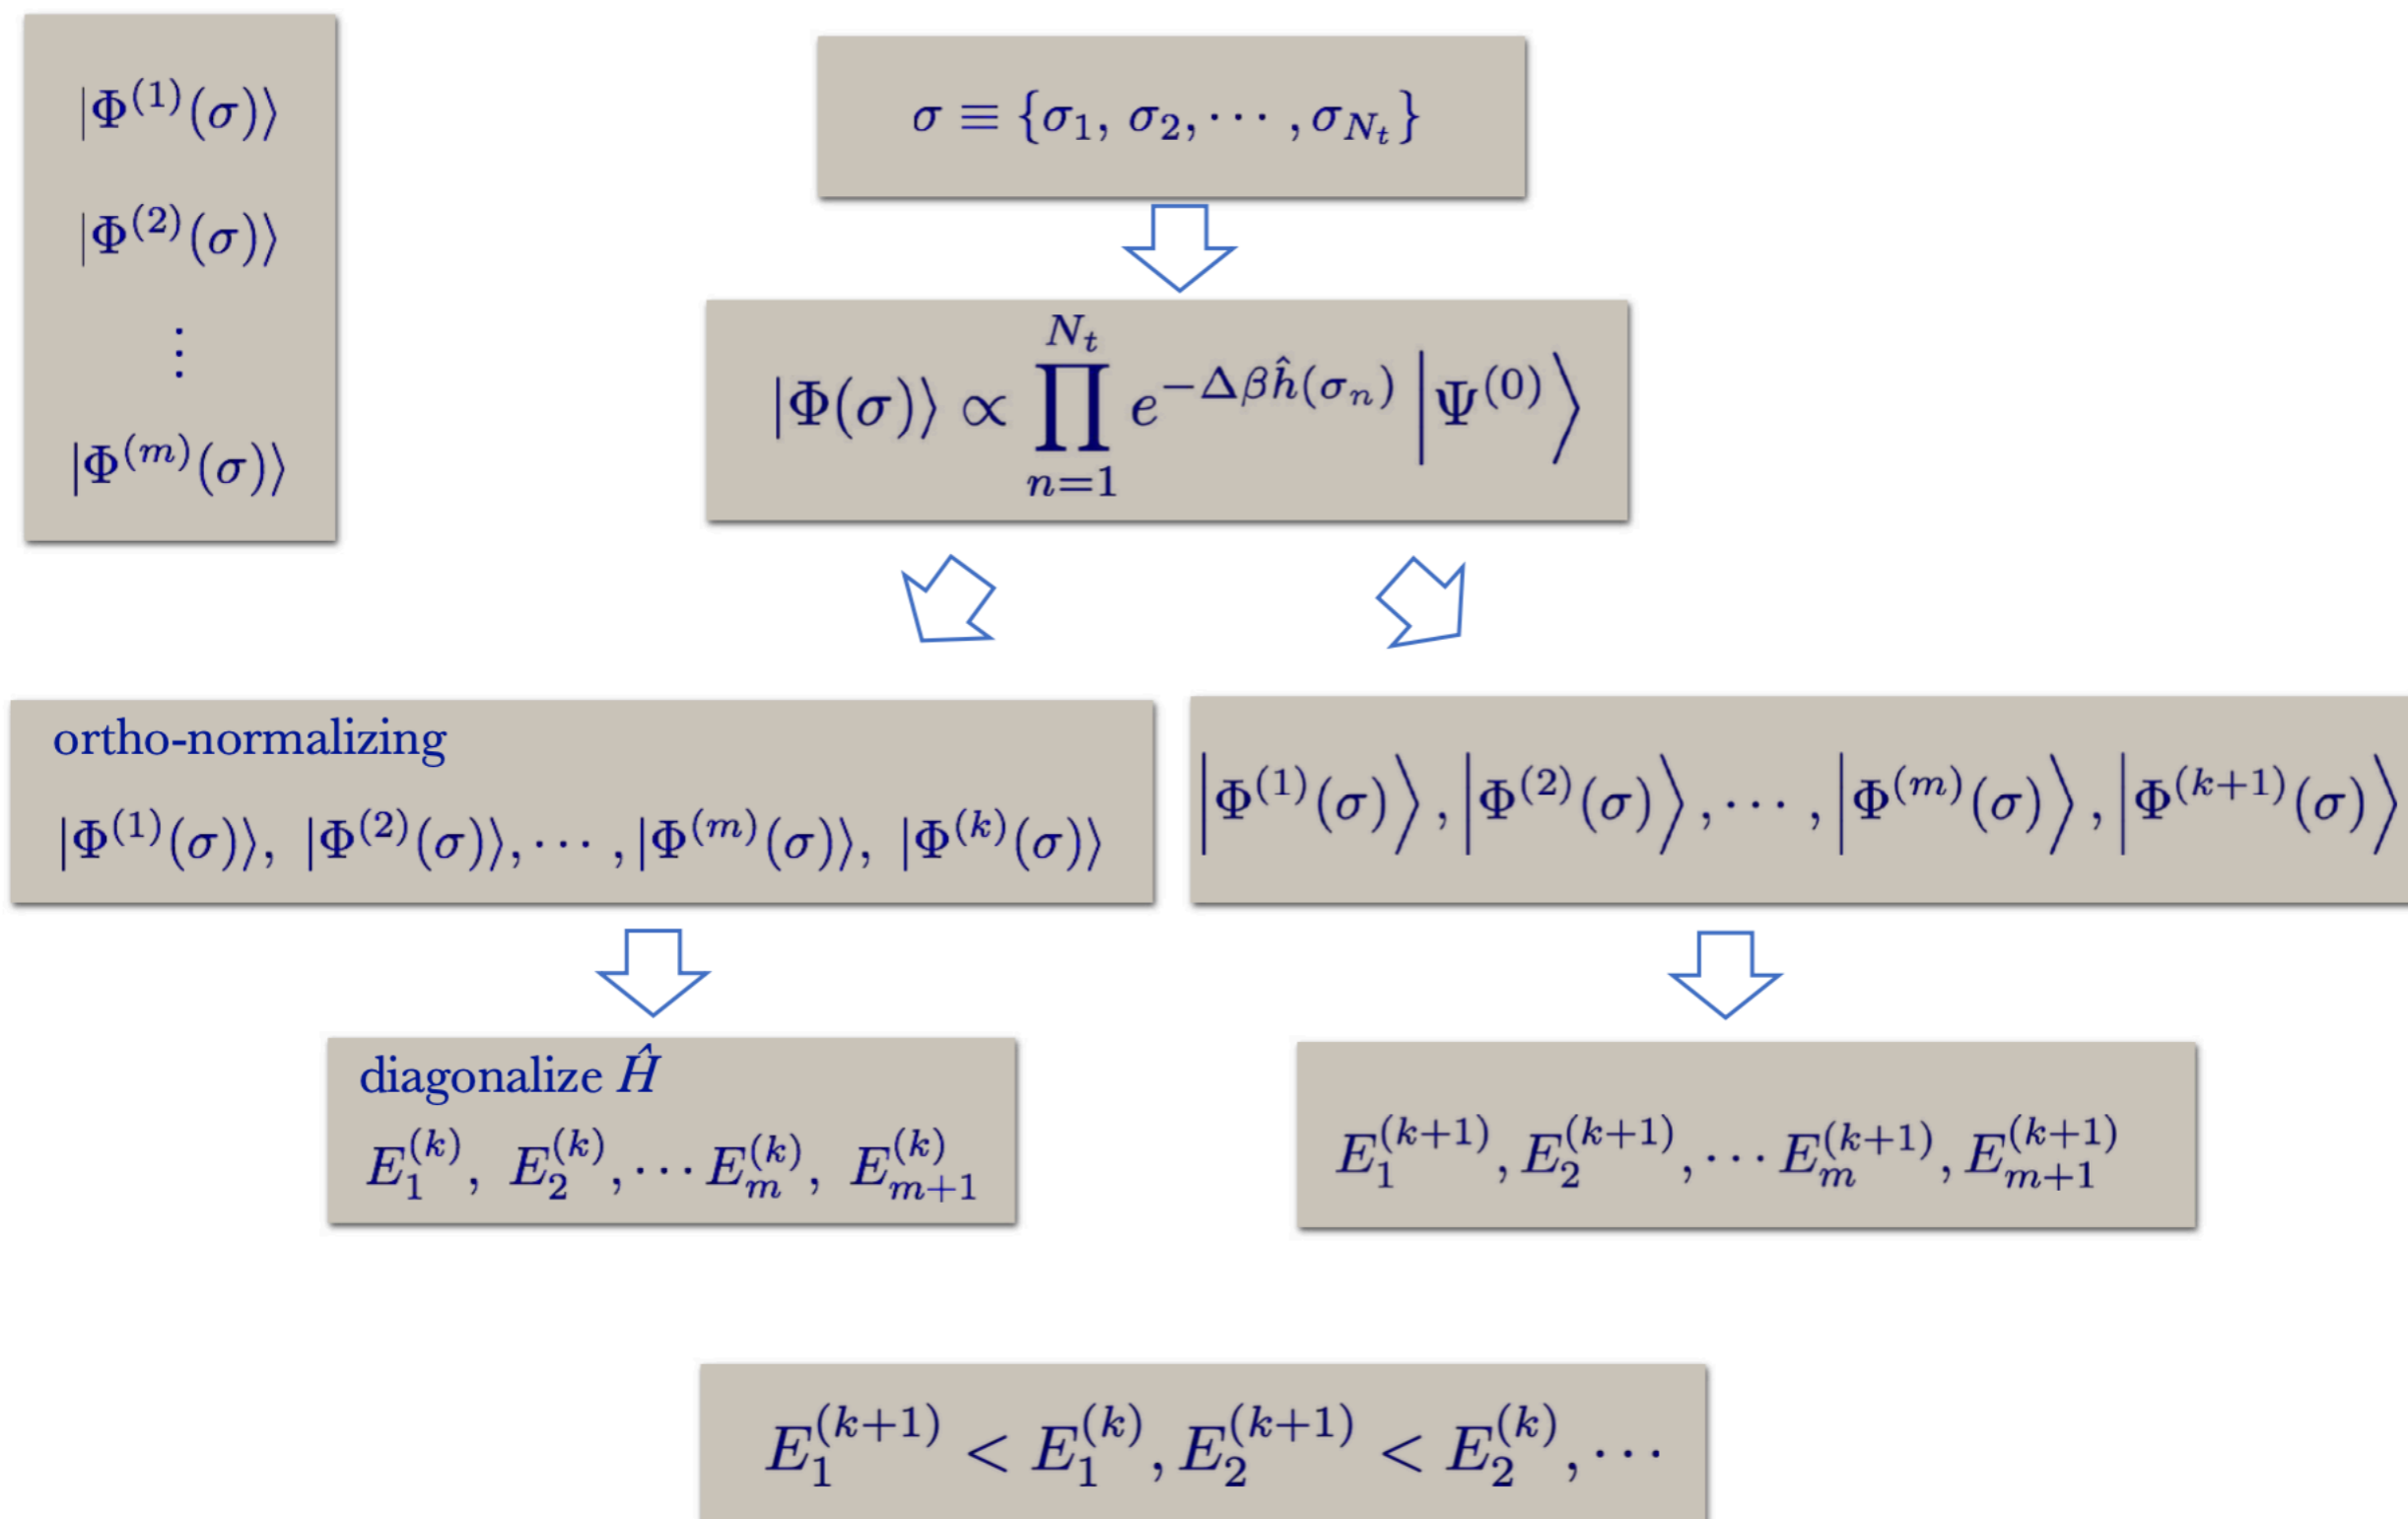 |Φ^{(1)}(σ)⟩
|Φ^{(2)}(σ)⟩
⋮
|Φ^{(m)}(σ)⟩
σ ≡ {σ_1, σ_2, ⋯ , σ_{N_t}}
|Φ(σ)⟩ ∝ ∏_{n=1}^{N_t} e^{−Δβĥ(σ_n)} |Ψ^{(0)}⟩
ortho-normalizing
|Φ^{(1)}(σ)⟩, |Φ^{(2)}(σ)⟩, ⋯ , |Φ^{(m)}(σ)⟩, |Φ^{(k)}(σ)⟩
|Φ^{(1)}(σ)⟩, |Φ^{(2)}(σ)⟩, ⋯ , |Φ^{(m)}(σ)⟩, |Φ^{(k+1)}(σ)⟩
diagonalize Ĥ
E_1^{(k)}, E_2^{(k)}, ⋯ E_m^{(k)}, E_{m+1}^{(k)}
E_1^{(k+1)}, E_2^{(k+1)}, ⋯ E_m^{(k+1)}, E_{m+1}^{(k+1)}
E_1^{(k+1)} < E_1^{(k)}, E_2^{(k+1)} < E_2^{(k)}, ⋯